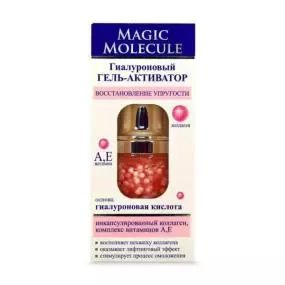 MAGIC
MOLECULE
Гиалуроновый
ГЕЛЬ-АКТИВАТОР
ВОССТАНОВЛЕНИЕ УПРУГОСТИ
коллаген
А,Е
витамин
основа
гиалуроновая кислота
инкапсулированный коллаген,
комплекс витаминов А,Е
• восполняет нехватку коллагена
• оказывает лифтинговый эффект
• стимулирует процесс омоложения